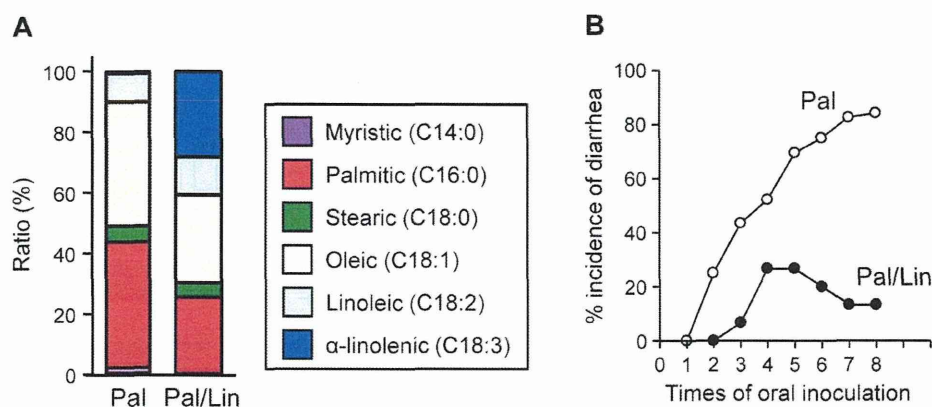 A
100
80
60
40
20
0
Ratio (%)
Pal Pal/Lin
Myristic (C14:0)
Palmitic (C16:0)
Stearic (C18:0)
Oleic (C18:1)
Linoleic (C18:2)
α-linolenic (C18:3)
B
100
80
60
40
20
0
% incidence of diarrhea
Pal
Pal/Lin
0 1 2 3 4 5 6 7 8 0
Times of oral inoculation